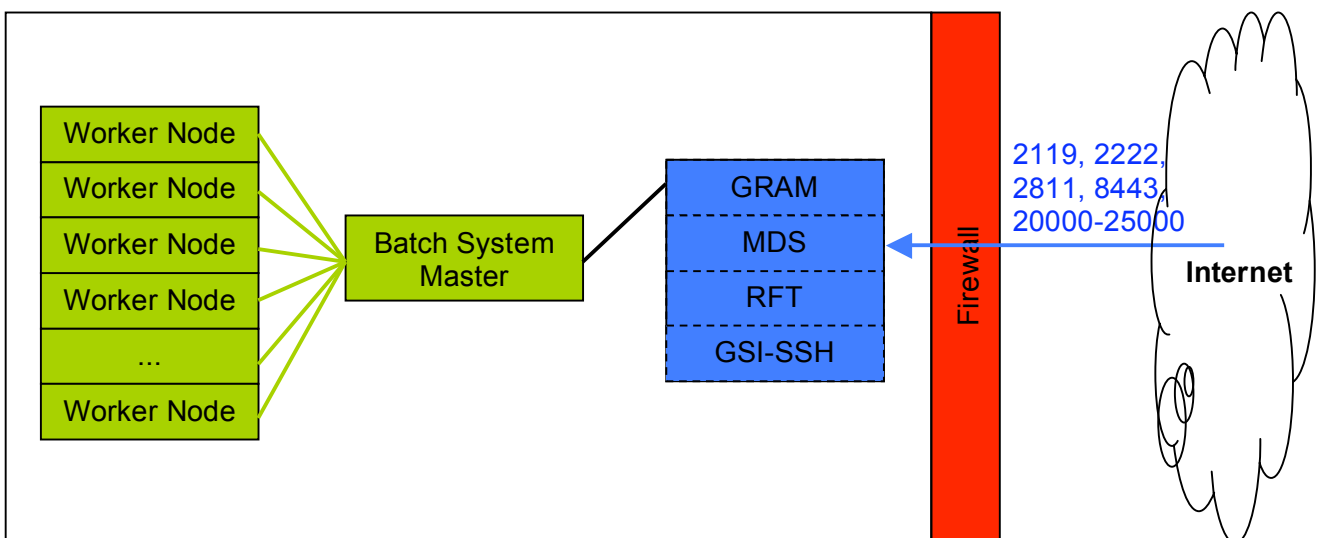 Worker Node
Worker Node
Worker Node
Worker Node
...
Worker Node
Batch System
Master
GRAM
MDS
RFT
GSI-SSH
Firewall
2119, 2222,
2811, 8443,
20000-25000
Internet